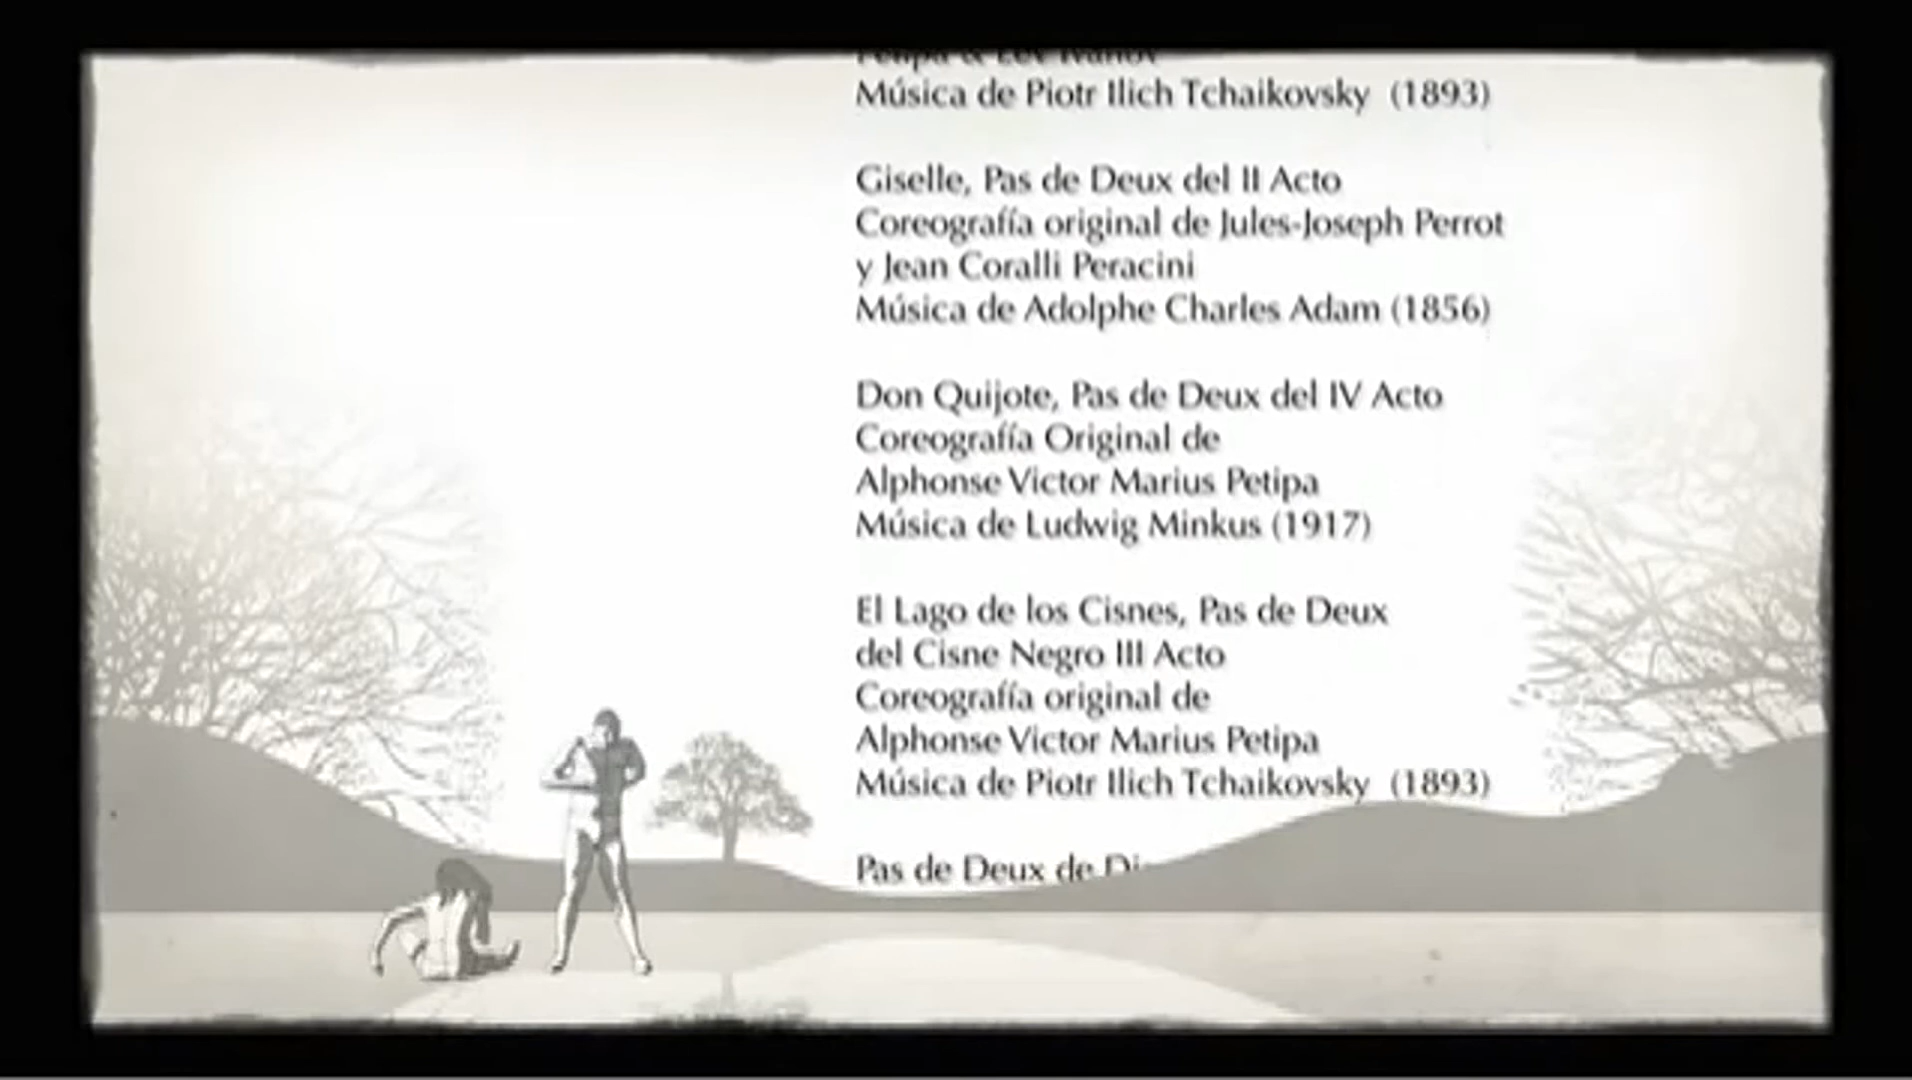 Petipa & Lev Ivanov
Música de Piotr Ilich Tchaikovsky (1893)
Giselle, Pas de Deux del II Acto
Coreografía original de Jules-Joseph Perrot
y Jean Coralli Peracini
Música de Adolphe Charles Adam (1856)
Don Quijote, Pas de Deux del IV Acto
Coreografía Original de
Alphonse Victor Marius Petipa
Música de Ludwig Minkus (1917)
El Lago de los Cisnes, Pas de Deux
del Cisne Negro III Acto
Coreografía original de
Alphonse Victor Marius Petipa
Música de Piotr Ilich Tchaikovsky (1893)
Pas de Deux de